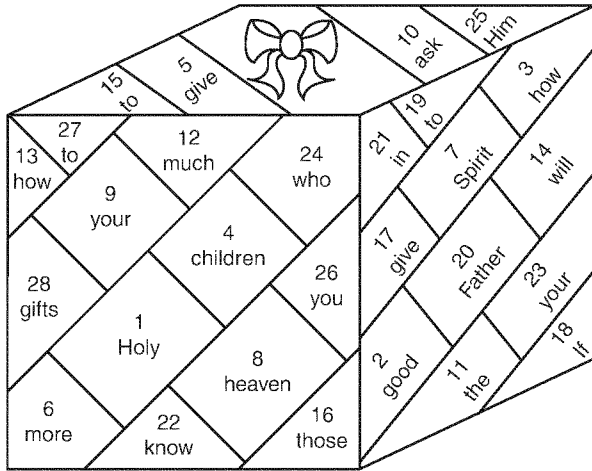 25
Him
10
ask
5
give
15
to
3
how
19
to
27
to
12
much
13
how
24
who
21
in
7
Spirit
14
will
9
your
4
children
17
give
20
Father
23
your
28
gifts
26
you
1
Holy
8
heaven
2
good
11
the
18
If
6
more
22
know
16
those